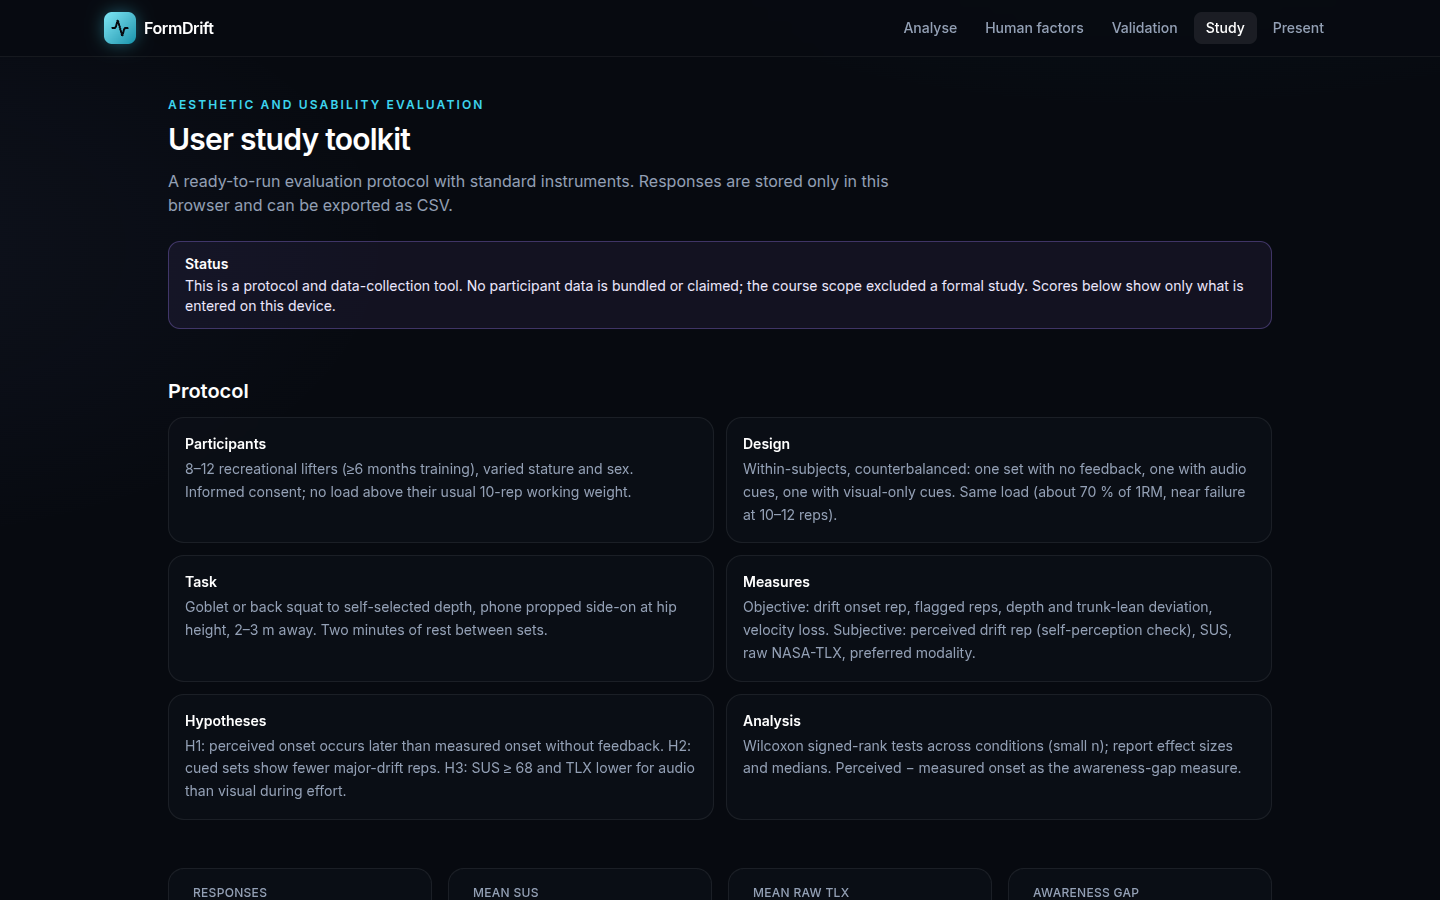 FormDrift
Analyse
Human factors
Validation
Study
Present
AESTHETIC AND USABILITY EVALUATION
User study toolkit
A ready-to-run evaluation protocol with standard instruments. Responses are stored only in this
browser and can be exported as CSV.
Status
This is a protocol and data-collection tool. No participant data is bundled or claimed; the course scope excluded a formal study. Scores below show only what is
entered on this device.
Protocol
Participants
8–12 recreational lifters (≥6 months training), varied stature and sex.
Informed consent; no load above their usual 10-rep working weight.
Design
Within-subjects, counterbalanced: one set with no feedback, one with audio
cues, one with visual-only cues. Same load (about 70 % of 1RM, near failure
at 10–12 reps).
Task
Goblet or back squat to self-selected depth, phone propped side-on at hip
height, 2–3 m away. Two minutes of rest between sets.
Measures
Objective: drift onset rep, flagged reps, depth and trunk-lean deviation,
velocity loss. Subjective: perceived drift rep (self-perception check), SUS,
raw NASA-TLX, preferred modality.
Hypotheses
H1: perceived onset occurs later than measured onset without feedback. H2:
cued sets show fewer major-drift reps. H3: SUS ≥ 68 and TLX lower for audio
than visual during effort.
Analysis
Wilcoxon signed-rank tests across conditions (small n); report effect sizes
and medians. Perceived − measured onset as the awareness-gap measure.
RESPONSES
MEAN SUS
MEAN RAW TLX
AWARENESS GAP